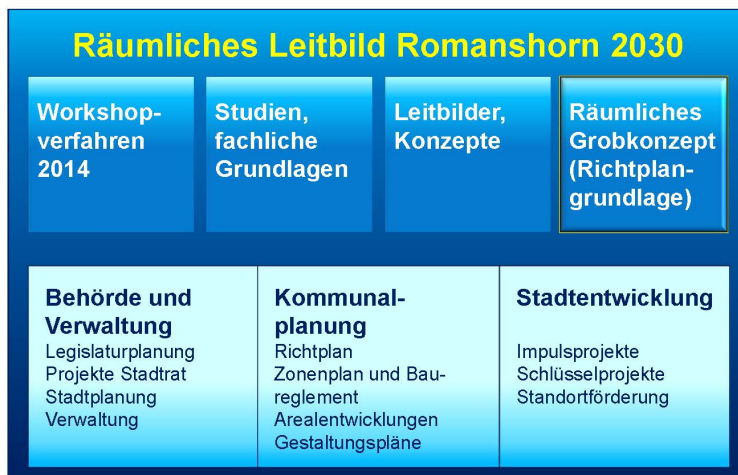 Räumliches Leitbild Romanshorn 2030
Workshop-
verfahren
2014
Studien,
fachliche
Grundlagen
Leitbilder,
Konzepte
Räumliches
Grobkonzept
(Richtplan-
grundlage)
Behörde und
Verwaltung
Legislaturplanung
Projekte Stadtrat
Stadtplanung
Verwaltung
Kommunal-
planung
Richtplan
Zonenplan und Bau-
reglement
Arealentwicklungen
Gestaltungspläne
Stadtentwicklung
Impulsprojekte
Schlüsselprojekte
Standortförderung